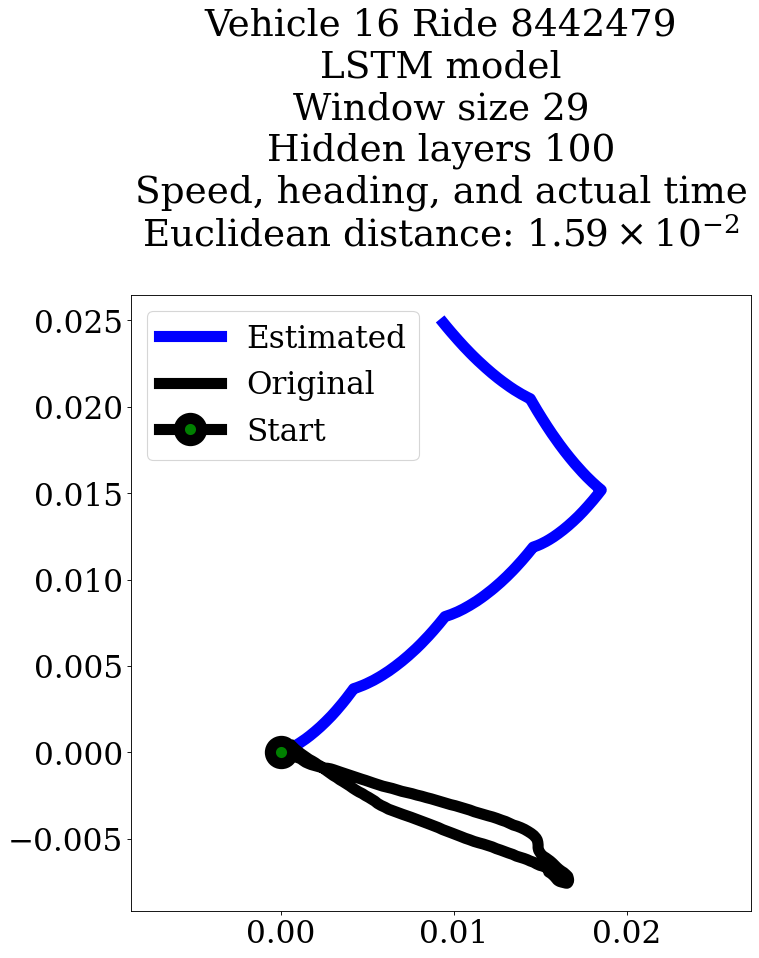 Vehicle 16 Ride 8442479
LSTM model
Window size 29
Hidden layers 100
Speed, heading, and actual time
Euclidean distance: 1.59 × 10⁻²
0.025
0.020
0.015
0.010
0.005
0.000
−0.005
Estimated
Original
Start
0.00 0.01 0.02